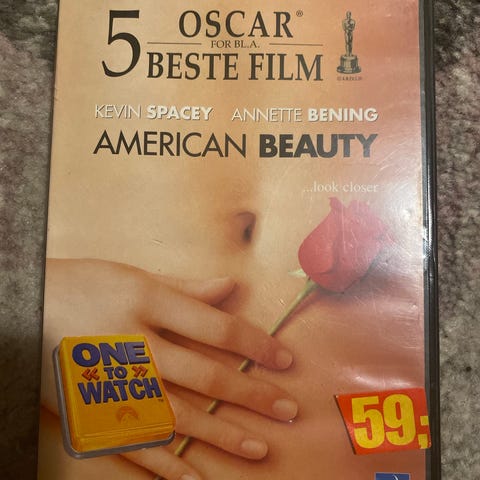 5 OSCAR®
FOR BL.A.
BESTE FILM
KEVIN SPACEY ANNETTE BENING
AMERICAN BEAUTY
...look closer
ONE
« TO »
WATCH
59;